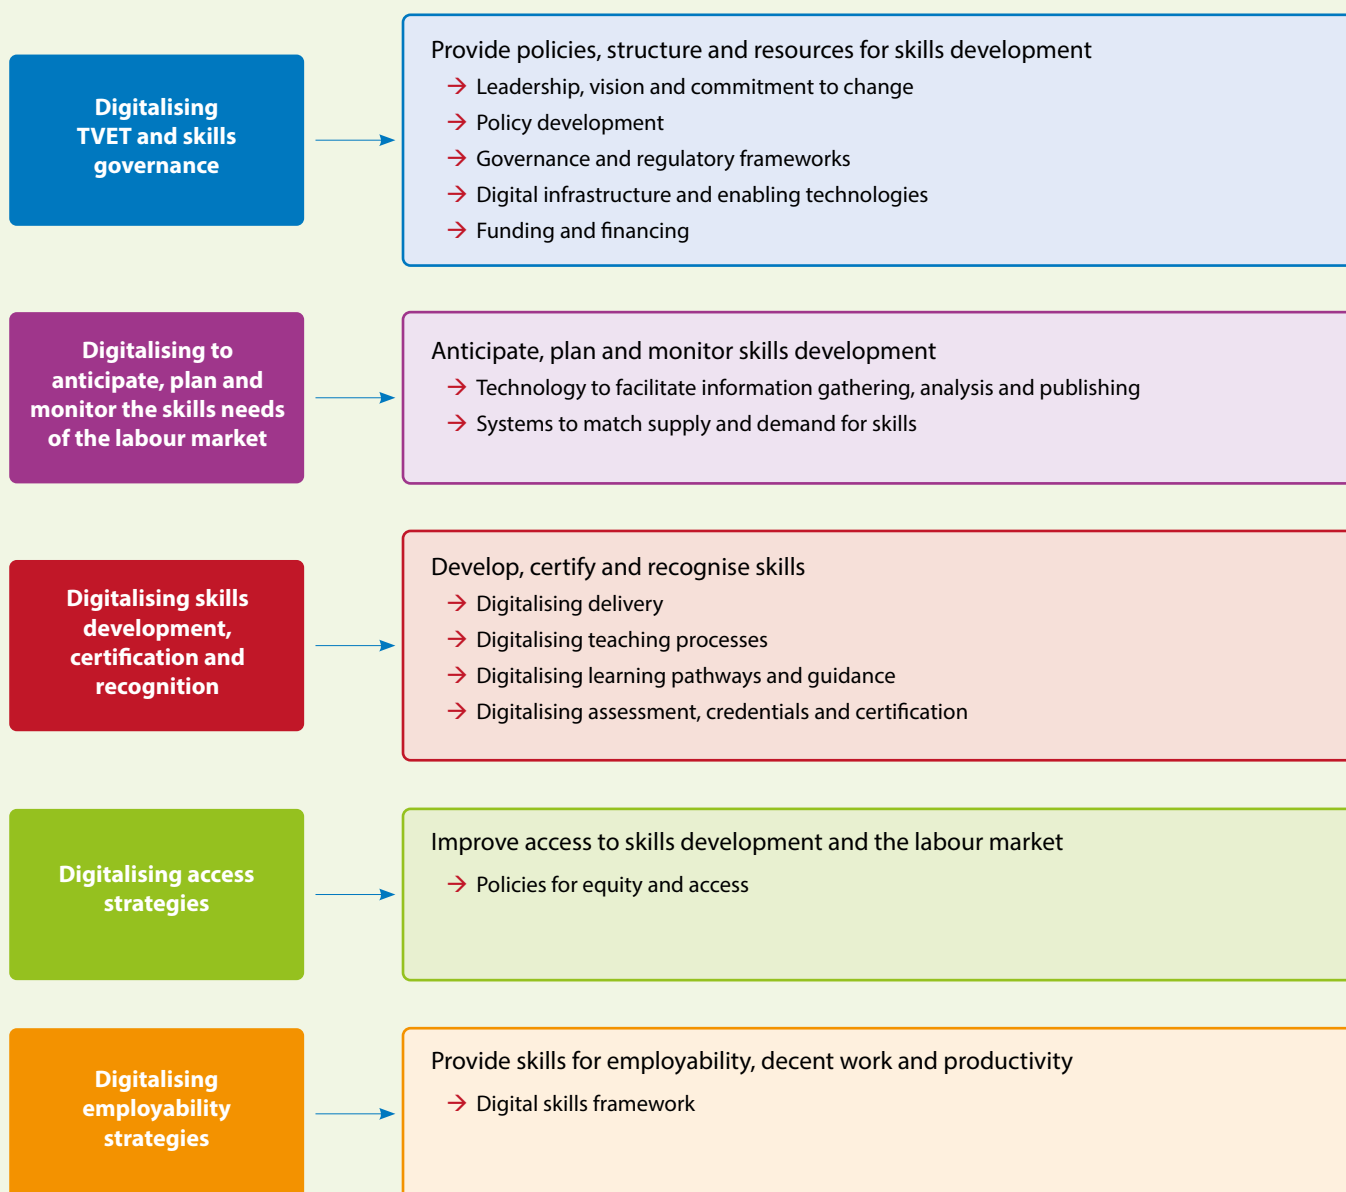 Digitalising
TVET and skills
governance
Provide policies, structure and resources for skills development
→ Leadership, vision and commitment to change
→ Policy development
→ Governance and regulatory frameworks
→ Digital infrastructure and enabling technologies
→ Funding and financing
Digitalising to
anticipate, plan and
monitor the skills needs
of the labour market
Anticipate, plan and monitor skills development
→ Technology to facilitate information gathering, analysis and publishing
→ Systems to match supply and demand for skills
Digitalising skills
development,
certification and
recognition
Develop, certify and recognise skills
→ Digitalising delivery
→ Digitalising teaching processes
→ Digitalising learning pathways and guidance
→ Digitalising assessment, credentials and certification
Digitalising access
strategies
Improve access to skills development and the labour market
→ Policies for equity and access
Digitalising
employability
strategies
Provide skills for employability, decent work and productivity
→ Digital skills framework